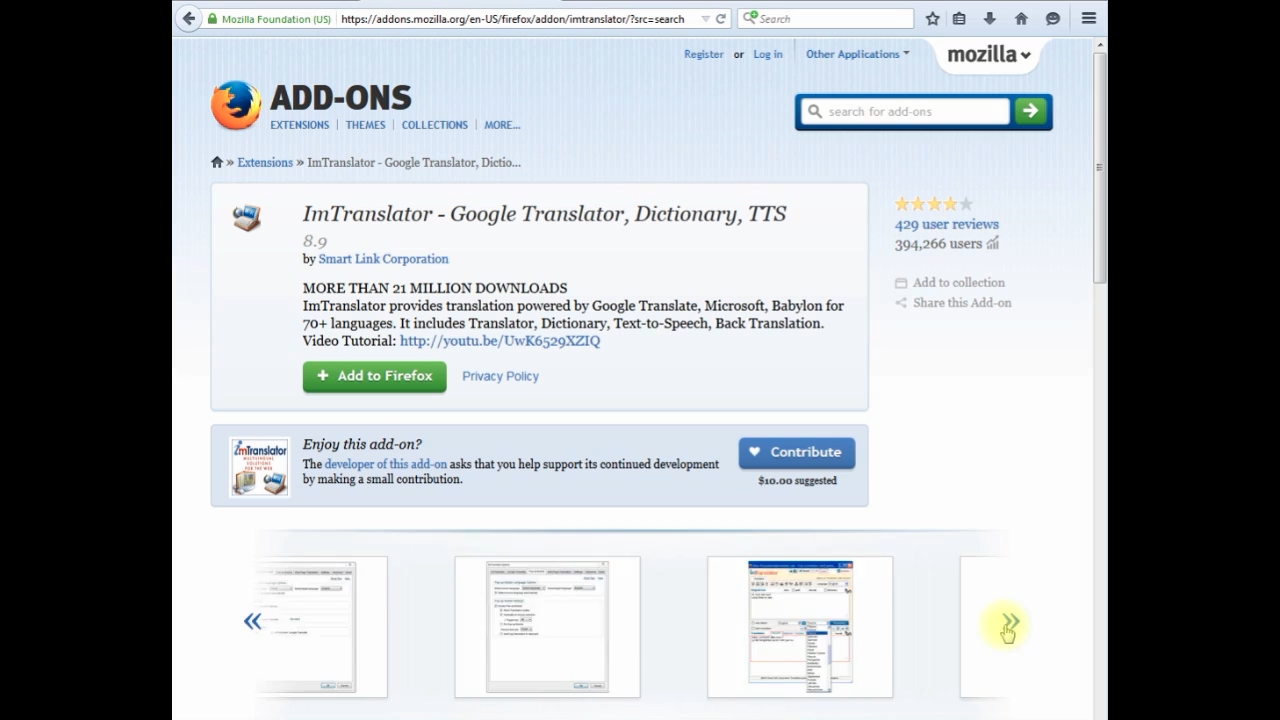 Mozilla Foundation (US) https://addons.mozilla.org/en-US/firefox/addon/imtranslator/?src=search Search
Register or Log in Other Applications mozilla
ADD-ONS
EXTENSIONS THEMES COLLECTIONS MORE...
search for add-ons
» Extensions » ImTranslator - Google Translator, Dictio...
ImTranslator - Google Translator, Dictionary, TTS
8.9
by Smart Link Corporation
MORE THAN 21 MILLION DOWNLOADS
ImTranslator provides translation powered by Google Translate, Microsoft, Babylon for
70+ languages. It includes Translator, Dictionary, Text-to-Speech, Back Translation.
Video Tutorial: http://youtu.be/UwK6529XZIQ
+ Add to Firefox Privacy Policy
429 user reviews
394,266 users
Add to collection
Share this Add-on
ImTranslator
MULTILINGUAL
SOLUTIONS
FOR THE WEB
Enjoy this add-on?
The developer of this add-on asks that you help support its continued development
by making a small contribution.
Contribute
$10.00 suggested